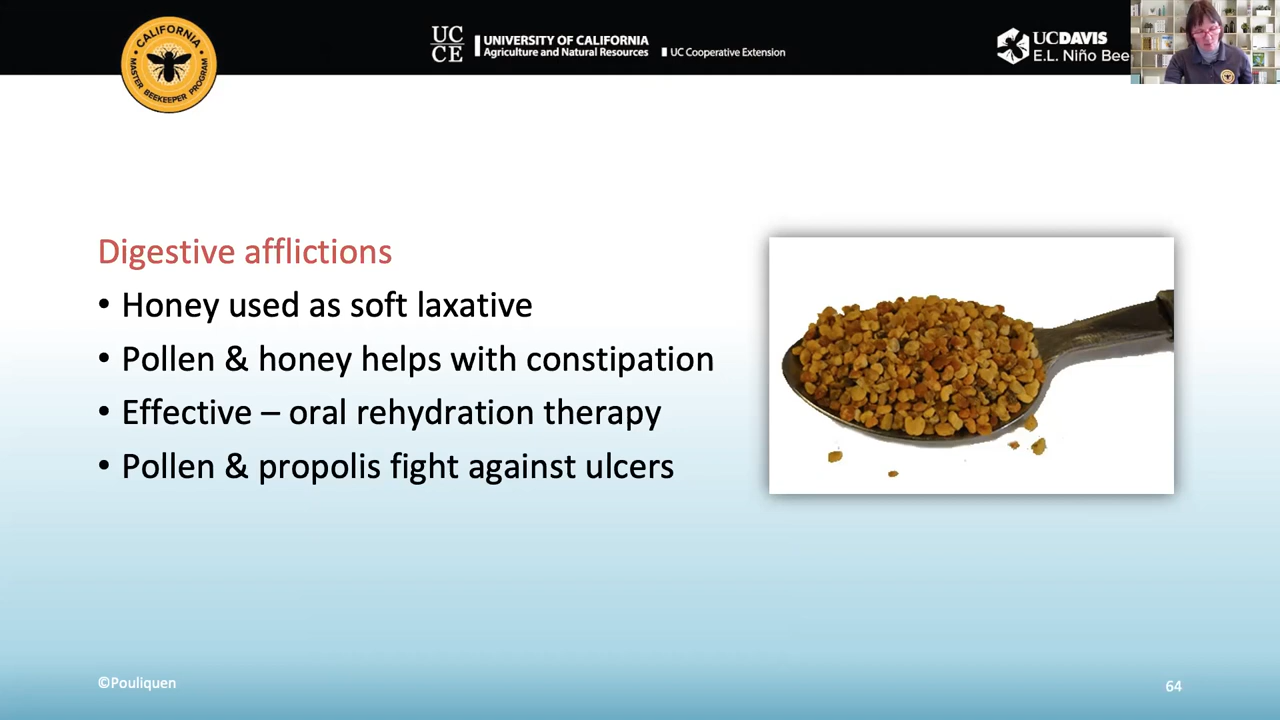 CALIFORNIA
MASTER BEEKEEPER PROGRAM
UC
CE
UNIVERSITY OF CALIFORNIA
Agriculture and Natural Resources
UC Cooperative Extension
UCDAVIS
E.L. Niño Bee
Digestive afflictions
• Honey used as soft laxative
• Pollen & honey helps with constipation
• Effective – oral rehydration therapy
• Pollen & propolis fight against ulcers
©Pouliquen
64